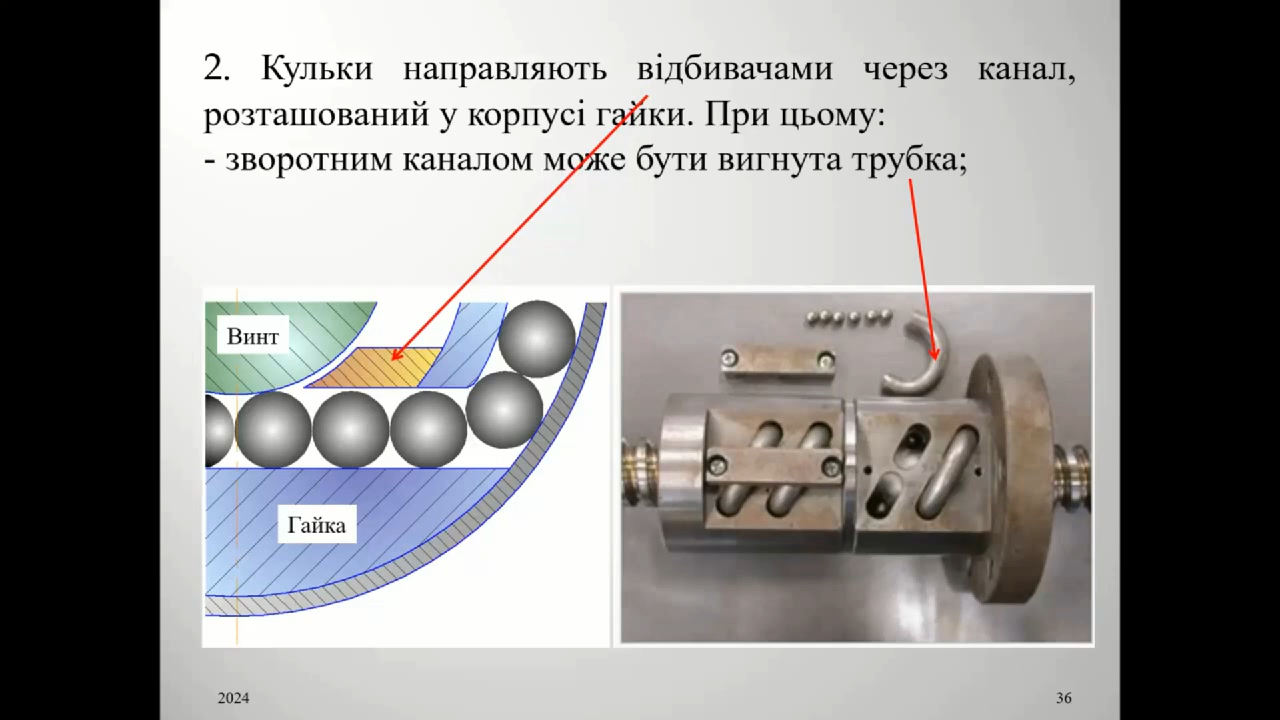 2. Кульки направляють відбивачами через канал,
розташований у корпусі гайки. При цьому:
- зворотним каналом може бути вигнута трубка;
Винт
Гайка
2024
36